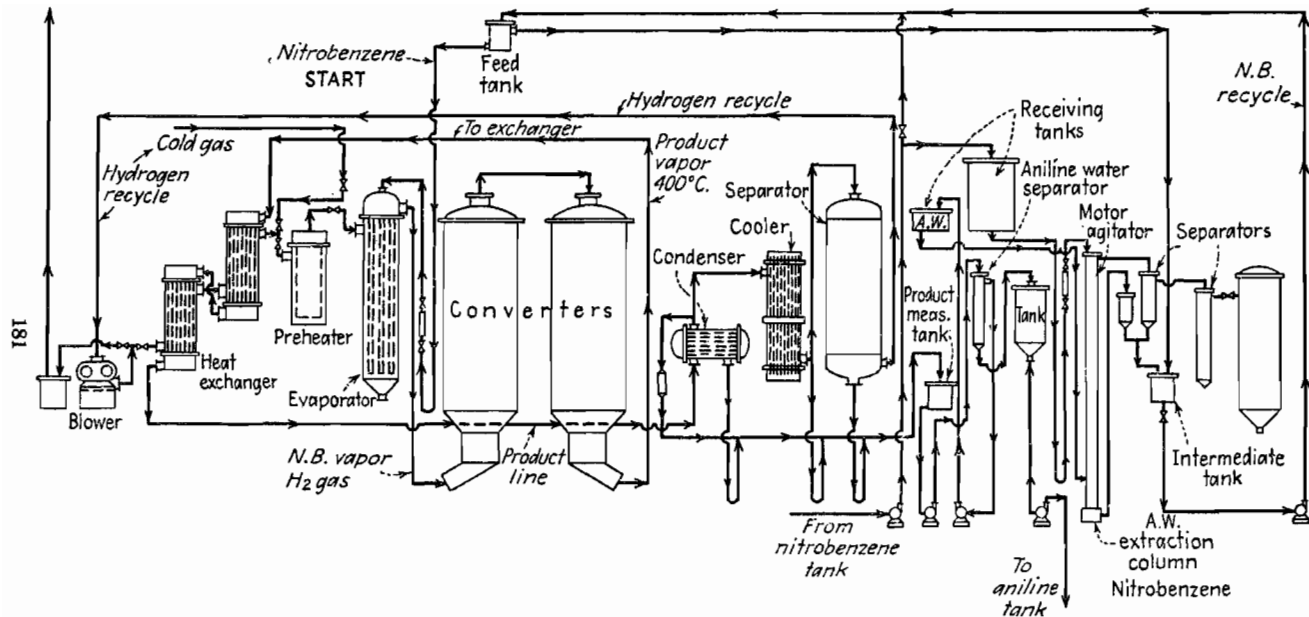 Nitrobenzene
START
Feed
tank
N.B.
recycle
Hydrogen recycle
To exchanger
Cold gas
Hydrogen
recycle
Product
vapor
400°C.
Receiving
tanks
Aniline water
separator
Separator
A.W.
Motor
agitator
Separators
Cooler
Condenser
Converters
Preheater
Product
meas.
tank
Tank
181
Heat
exchanger
Blower
Evaporator
N.B. vapor
H2 gas
Product
line
Intermediate
tank
From
nitrobenzene
tank
To
aniline
tank
A.W.
extraction
column
Nitrobenzene